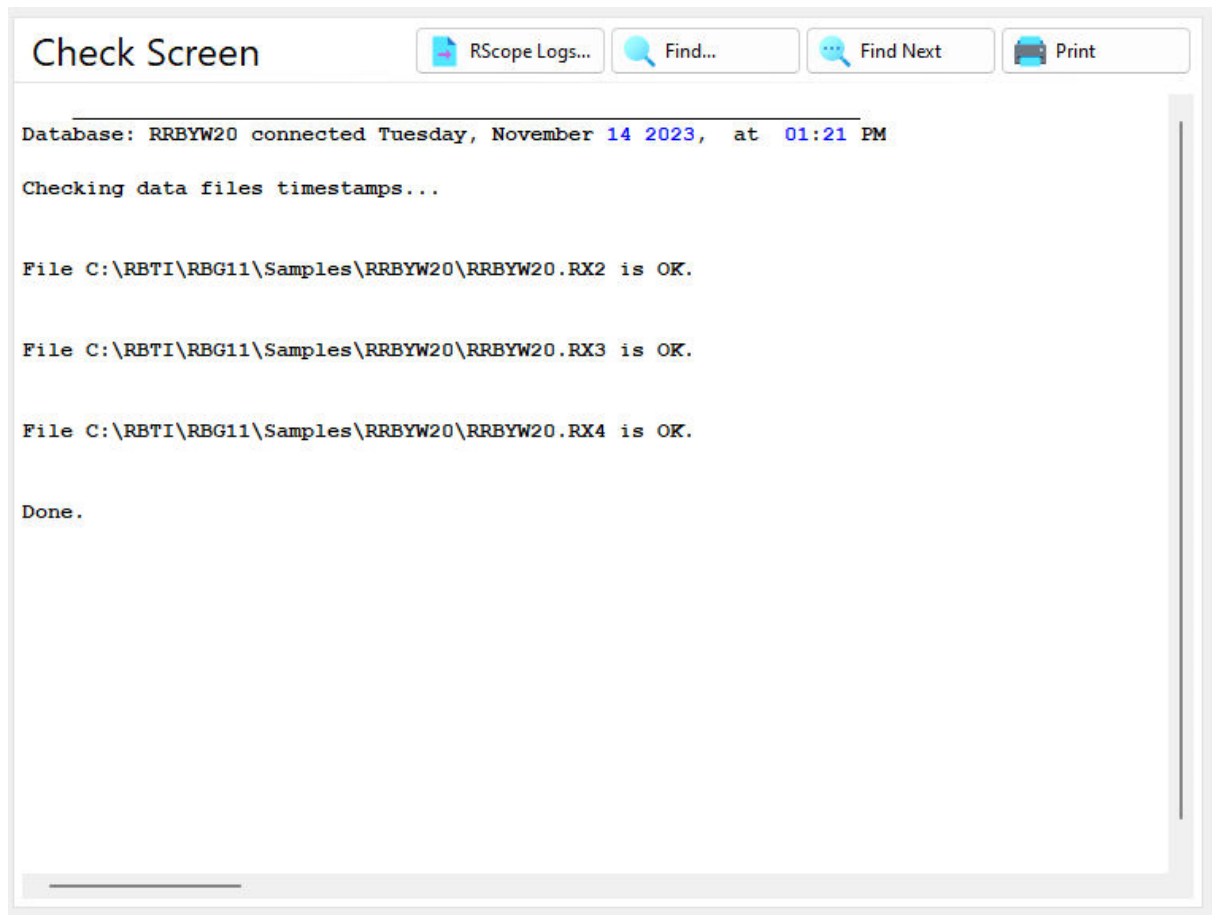 Check Screen
RScope Logs...
Find...
Find Next
Print
Database: RRBYW20 connected Tuesday, November 14 2023,  at  01:21 PM
Checking data files timestamps...
File C:\RBTI\RBG11\Samples\RRBYW20\RRBYW20.RX2 is OK.
File C:\RBTI\RBG11\Samples\RRBYW20\RRBYW20.RX3 is OK.
File C:\RBTI\RBG11\Samples\RRBYW20\RRBYW20.RX4 is OK.
Done.